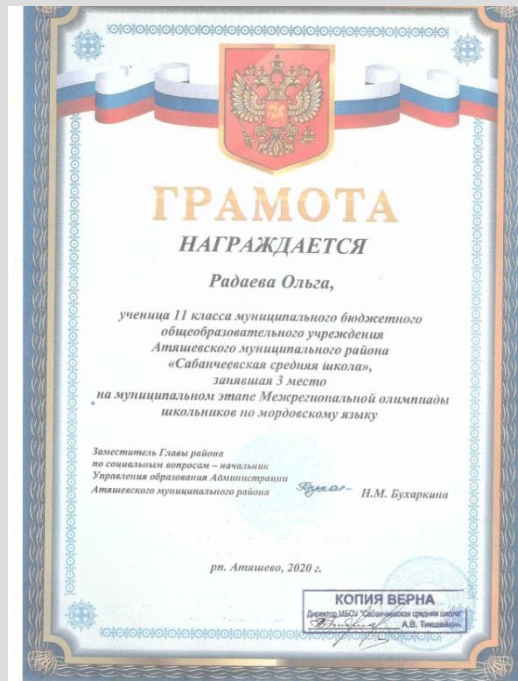 ГРАМОТА
НАГРАЖДАЕТСЯ
Радаева Ольга,
ученица 11 класса муниципального бюджетного
общеобразовательного учреждения
Атяшевского муниципального района
«Сабанчеевская средняя школа»,
занявшая 3 место
на муниципальном этапе Межрегиональной олимпиады
школьников по мордовскому языку
Заместитель Главы района
по социальным вопросам – начальник
Управления образования Администрации
Атяшевского муниципального района
Н.М. Бухаркина
рп. Атяшево, 2020 г.
КОПИЯ ВЕРНА
Директор МБОУ "Сабанчеевская средняя школа"
А.В.